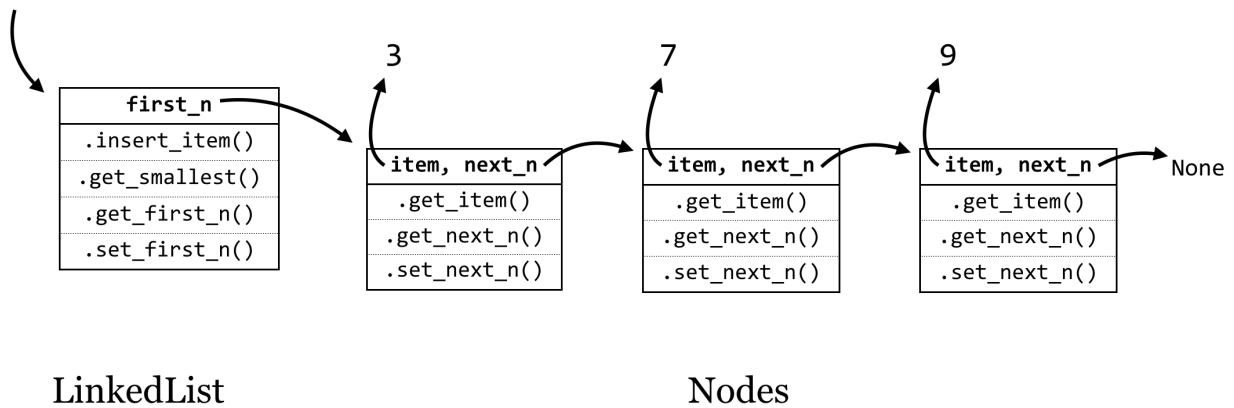 3
7
9
first_n
.insert_item()
.get_smallest()
.get_first_n()
.set_first_n()
item, next_n
.get_item()
.get_next_n()
.set_next_n()
item, next_n
.get_item()
.get_next_n()
.set_next_n()
item, next_n
.get_item()
.get_next_n()
.set_next_n()
None
LinkedList
Nodes